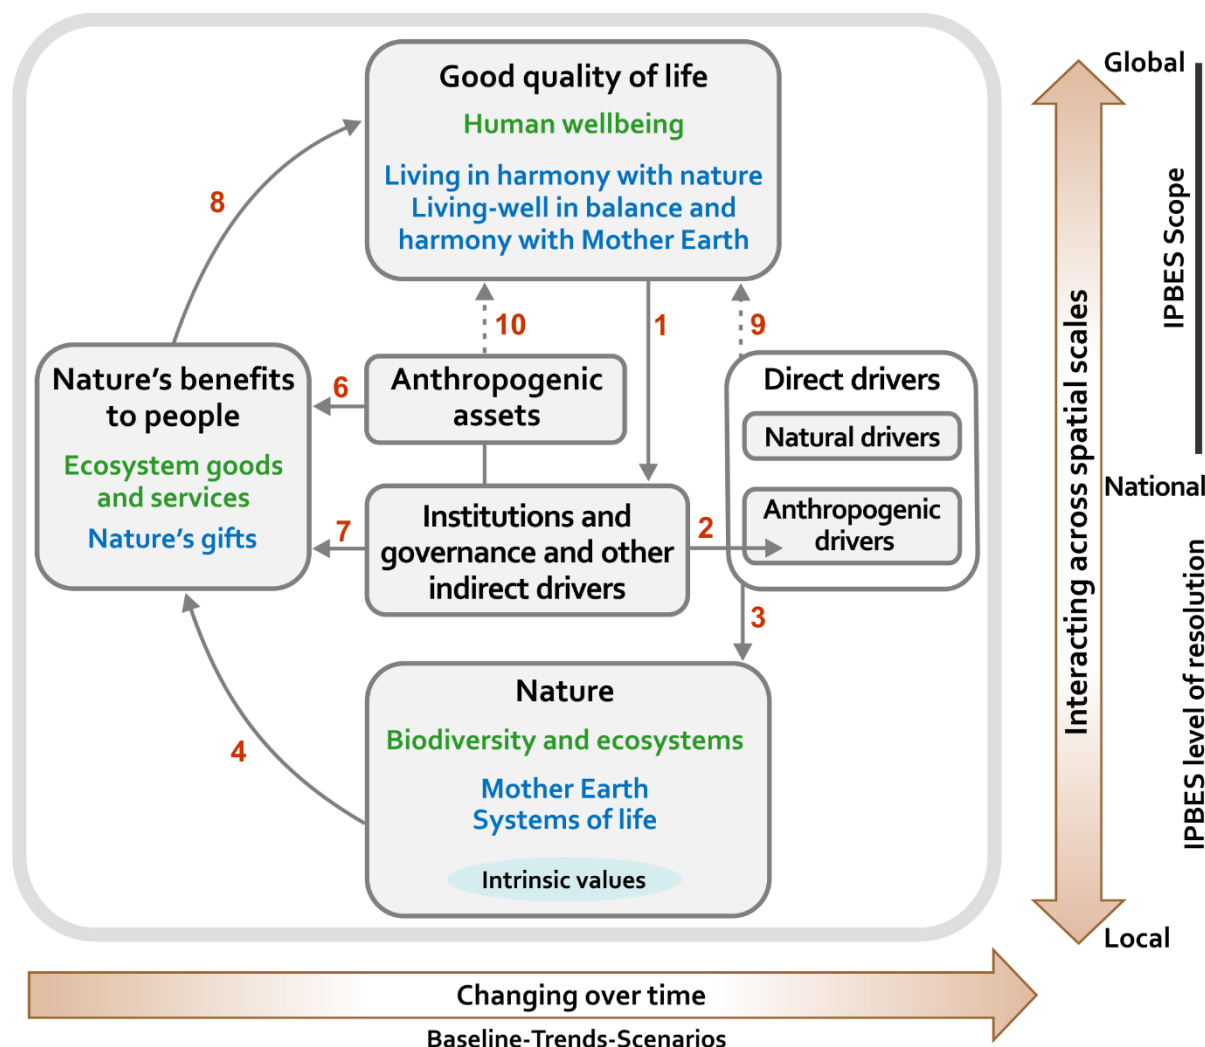 Good quality of life
Human wellbeing
Living in harmony with nature
Living-well in balance and
harmony with Mother Earth
8
10
1
9
Nature's benefits
to people
Ecosystem goods
and services
Nature's gifts
6
Anthropogenic
assets
Direct drivers
Natural drivers
Anthropogenic
drivers
7
Institutions and
governance and other
indirect drivers
2
3
4
Nature
Biodiversity and ecosystems
Mother Earth
Systems of life
Intrinsic values
Global
National
Local
Interacting across spatial scales
IPBES Scope
IPBES level of resolution
Changing over time
Baseline-Trends-Scenarios